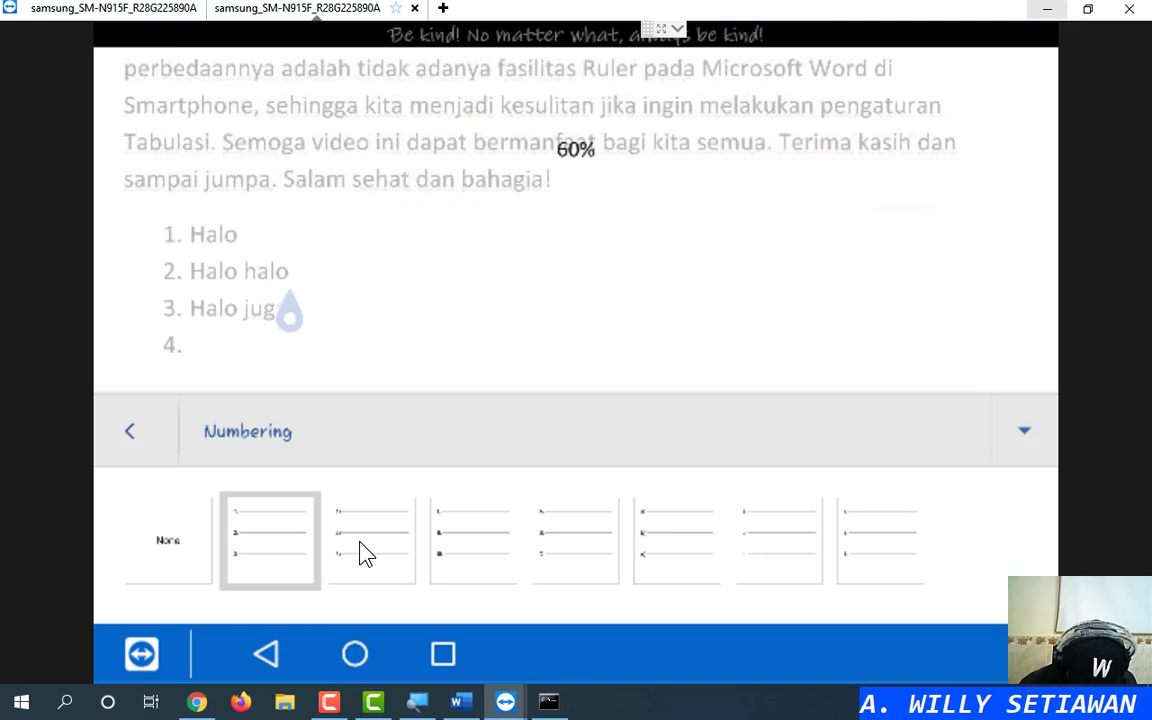 samsung_SM-N915F_R28G225890A samsung_SM-N915F_R28G225890A
Be kind! No matter what, always be kind!
perbedaannya adalah tidak adanya fasilitas Ruler pada Microsoft Word di
Smartphone, sehingga kita menjadi kesulitan jika ingin melakukan pengaturan
Tabulasi. Semoga video ini dapat bermanfaat bagi kita semua. Terima kasih dan
60%
sampai jumpa. Salam sehat dan bahagia!
1. Halo
2. Halo halo
3. Halo juga
4.
Numbering
None
W
A. WILLY SETIAWAN